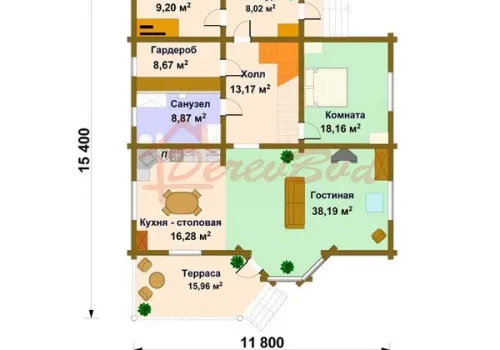 9,20 м²
8,02 м²
Гардероб
8,67 м²
Холл
13,17 м²
Санузел
8,87 м²
Комната
18,16 м²
15 400
П
DerevBud
Гостиная
38,19 м²
Кухня - столовая
16,28 м²
Терраса
15,96 м²
11 800